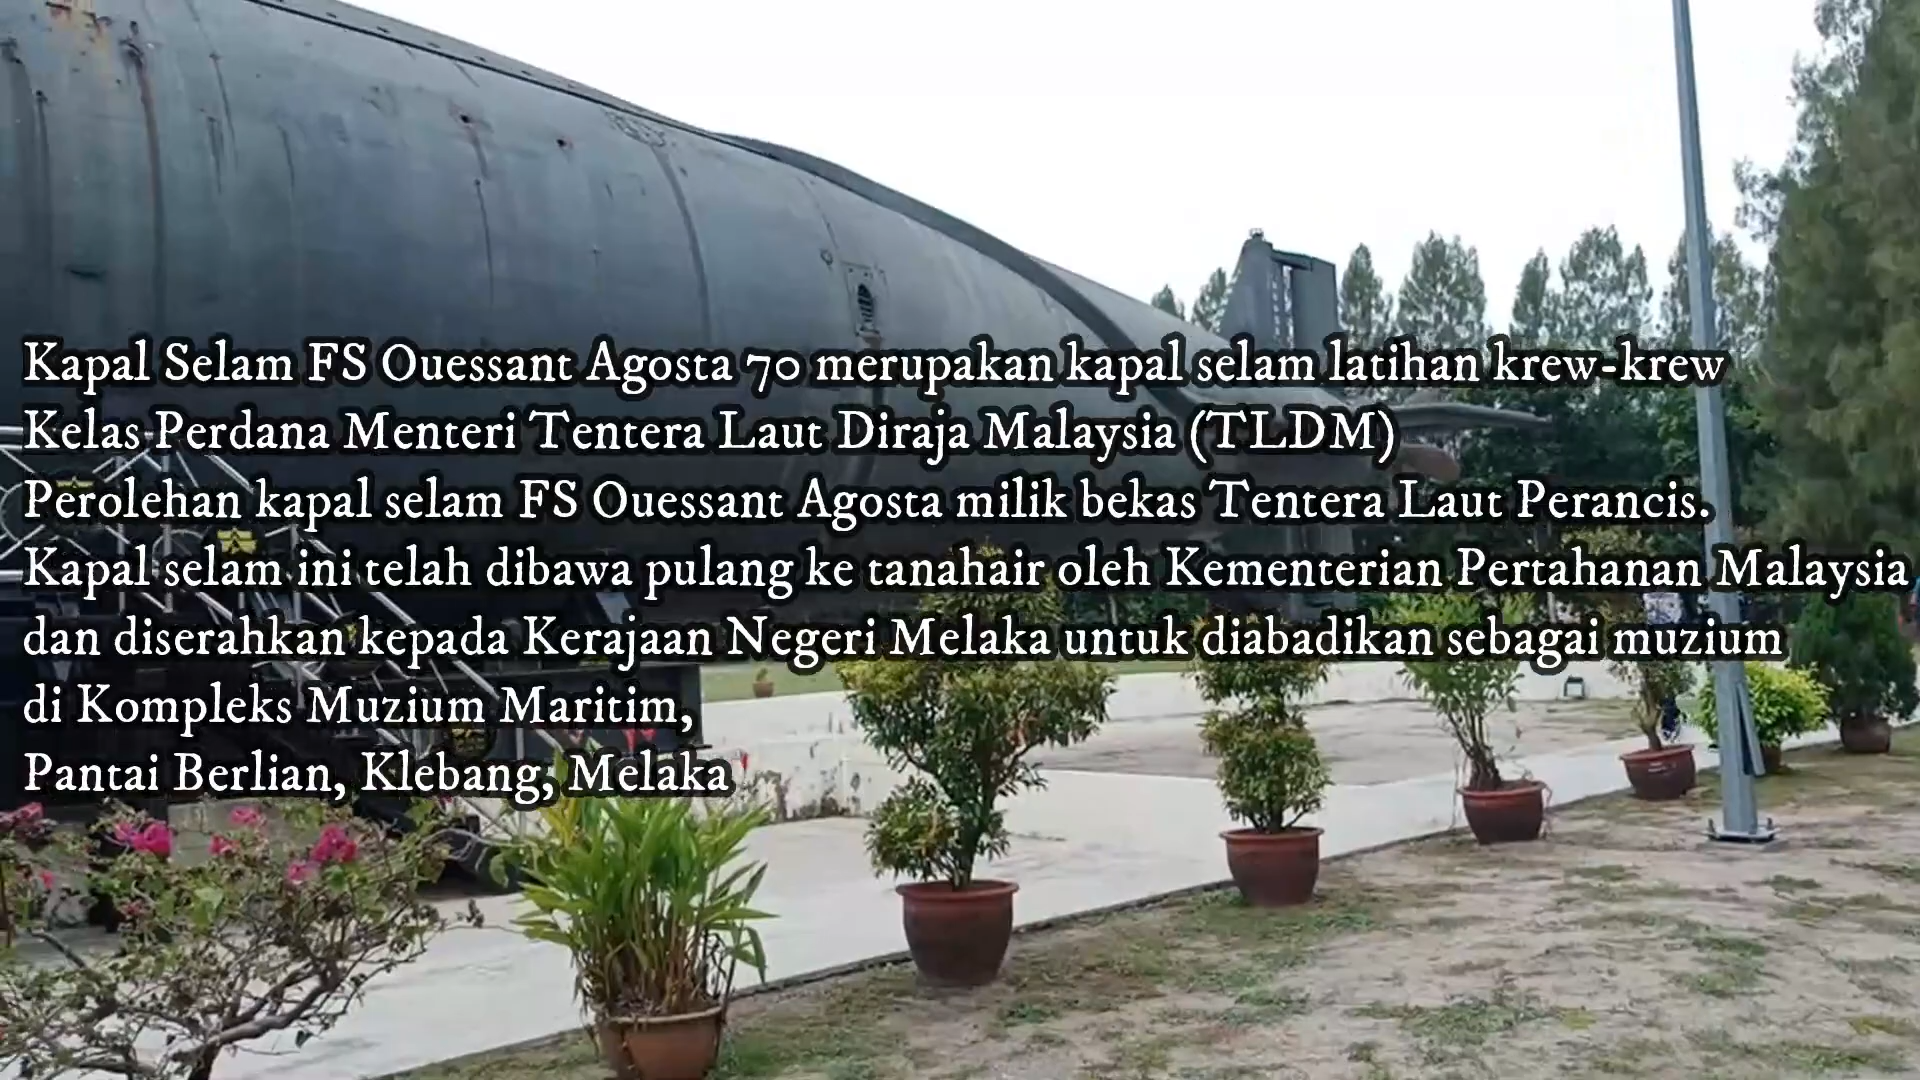 Kapal Selam FS Ouessant Agosta 70 merupakan kapal selam latihan krew-krew
Kelas Perdana Menteri Tentera Laut Diraja Malaysia (TLDM)
Perolehan kapal selam FS Ouessant Agosta milik bekas Tentera Laut Perancis.
Kapal selam ini telah dibawa pulang ke tanahair oleh Kementerian Pertahanan Malaysia
dan diserahkan kepada Kerajaan Negeri Melaka untuk diabadikan sebagai muzium
di Kompleks Muzium Maritim,
Pantai Berlian, Klebang, Melaka